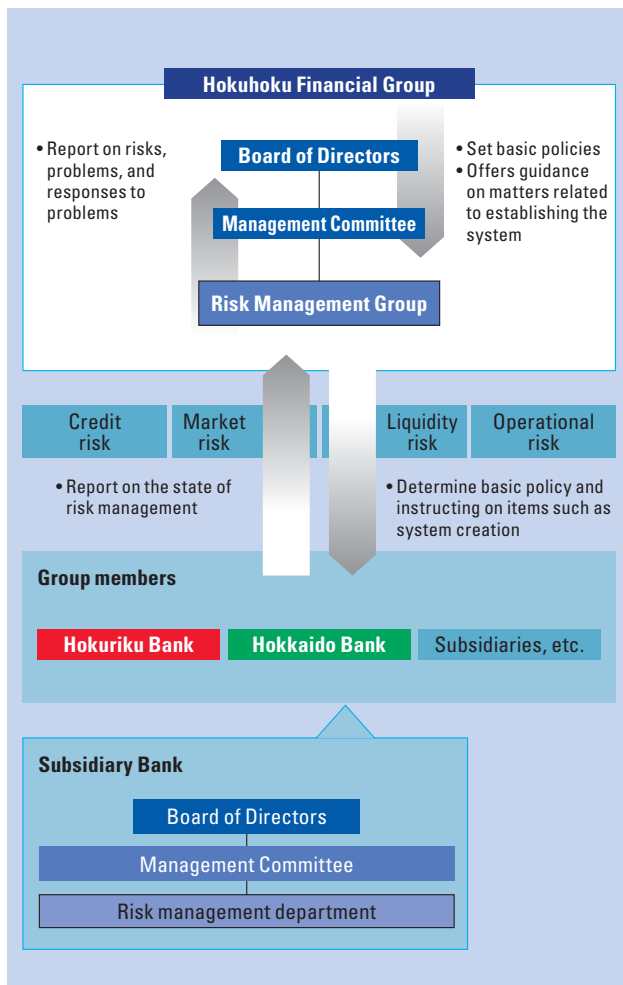 Hokuhoku Financial Group
• Report on risks,
problems, and
responses to
problems
Board of Directors
Management Committee
Risk Management Group
• Set basic policies
• Offers guidance
on matters related
to establishing the
system
Credit
risk
Market
risk
Liquidity
risk
Operational
risk
• Report on the state of
risk management
• Determine basic policy and
instructing on items such as
system creation
Group members
Hokuriku Bank
Hokkaido Bank
Subsidiaries, etc.
Subsidiary Bank
Board of Directors
Management Committee
Risk management department